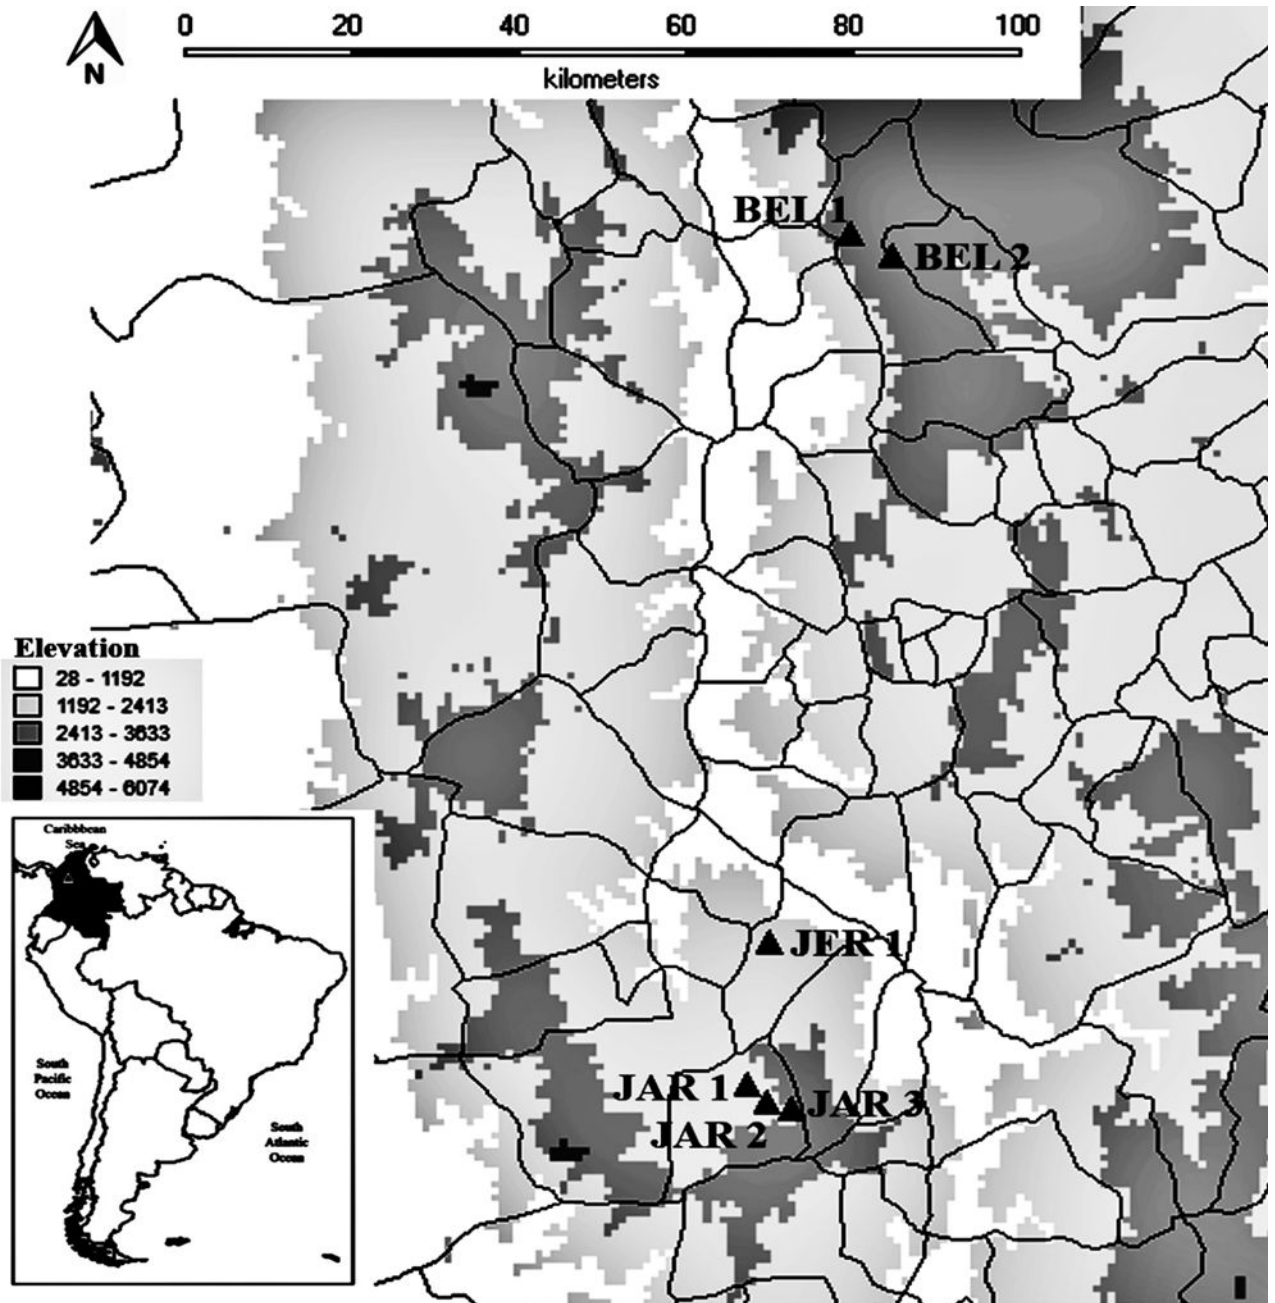 0 20 40 60 80 100
kilometers
N
BEL 1
BEL 2
Elevation
28 - 1192
1192 - 2413
2413 - 3633
3633 - 4854
4854 - 6074
Caribbbean
Sea
South
Pacific
Ocean
South
Atlantic
Ocean
JER 1
JAR 1
JAR 3
JAR 2